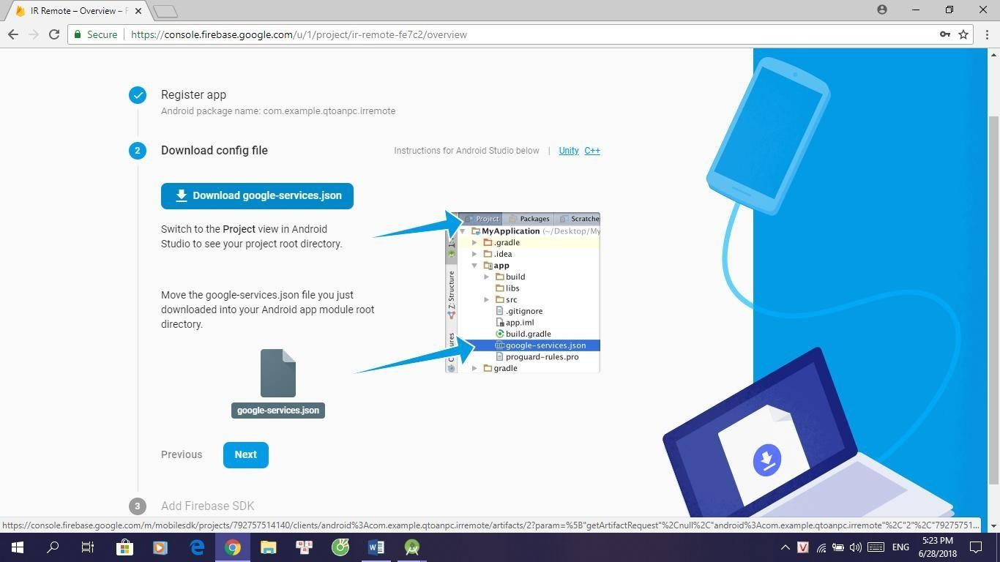 IR Remote – Overview – F
Secure | https://console.firebase.google.com/u/1/project/ir-remote-fe7c2/overview
Register app
Android package name: com.example.qtoanpc.irremote
2 Download config file
Instructions for Android Studio below | Unity C++
Download google-services.json
Switch to the Project view in Android
Studio to see your project root directory.
Move the google-services.json file you just
downloaded into your Android app module root
directory.
google-services.json
Project Packages Scratche
MyApplication (~/Desktop/My
.gradle
.idea
app
build
libs
src
.gitignore
app.iml
build.gradle
google-services.json
proguard-rules.pro
gradle
Z: Structure
Previous Next
3 Add Firebase SDK
https://console.firebase.google.com/m/mobilesdk/projects/792757514140/clients/android%3Acom.example.qtoanpc.irremote/artifacts/2?param=%5B"getArtifactRequest"%2Cnull%2C"android%3Acom.example.qtoanpc.irremote"%2C"2"%2C"79275751...
ENG
5:23 PM
6/28/2018